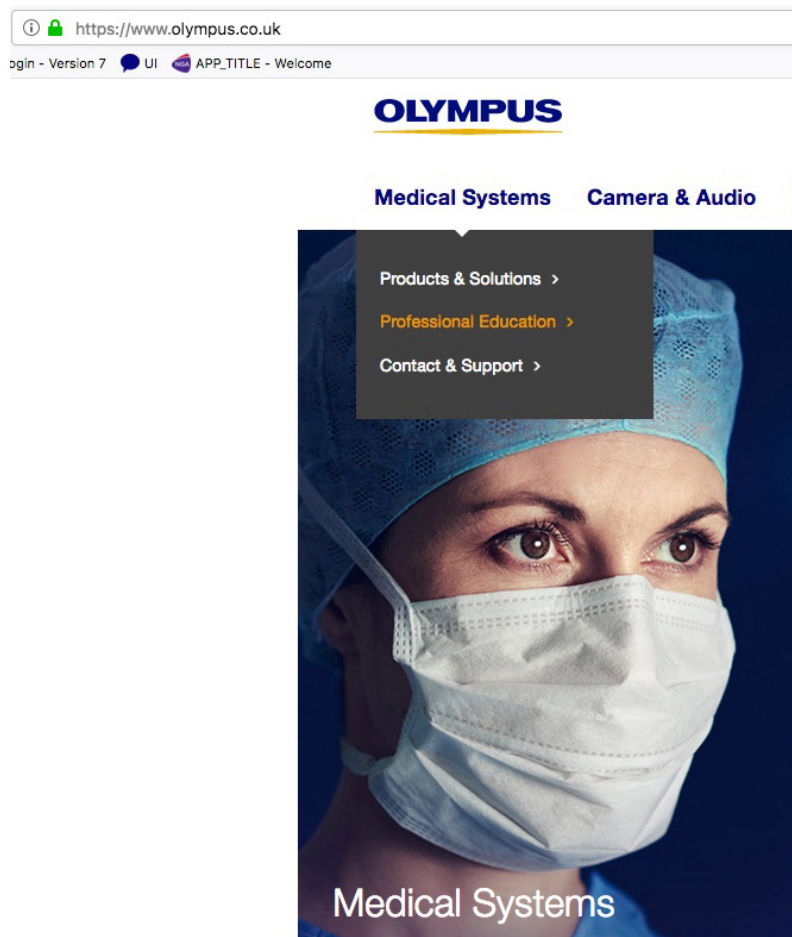 https://www.olympus.co.uk
ogin - Version 7 UI NGA APP_TITLE - Welcome
OLYMPUS
Medical Systems Camera & Audio
Products & Solutions >
Professional Education >
Contact & Support >
Medical Systems